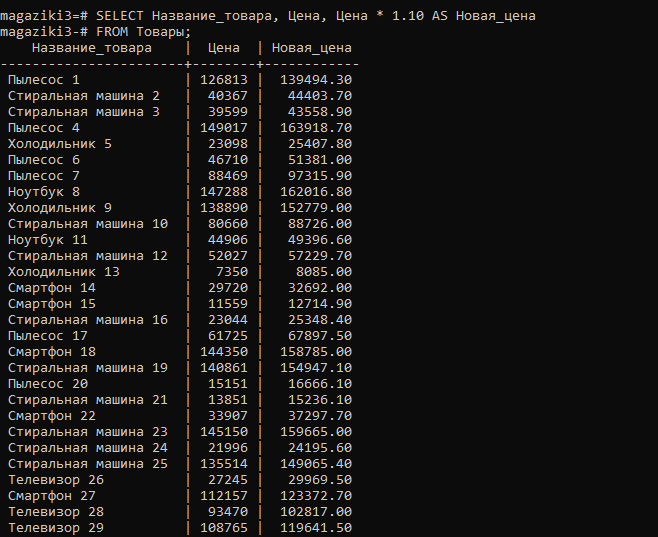 magaziki3=# SELECT Название_товара, Цена, Цена * 1.10 AS Новая_цена
magaziki3-# FROM Товары;
    Название_товара    |  Цена  | Новая_цена
-----------------------+--------+------------
 Пылесос 1             | 126813 |  139494.30
 Стиральная машина 2   |  40367 |   44403.70
 Стиральная машина 3   |  39599 |   43558.90
 Пылесос 4             | 149017 |  163918.70
 Холодильник 5         |  23098 |   25407.80
 Пылесос 6             |  46710 |   51381.00
 Пылесос 7             |  88469 |   97315.90
 Ноутбук 8             | 147288 |  162016.80
 Холодильник 9         | 138890 |  152779.00
 Стиральная машина 10  |  80660 |   88726.00
 Ноутбук 11            |  44906 |   49396.60
 Стиральная машина 12  |  52027 |   57229.70
 Холодильник 13        |   7350 |    8085.00
 Смартфон 14           |  29720 |   32692.00
 Смартфон 15           |  11559 |   12714.90
 Стиральная машина 16  |  23044 |   25348.40
 Пылесос 17            |  61725 |   67897.50
 Смартфон 18           | 144350 |  158785.00
 Стиральная машина 19  | 140861 |  154947.10
 Пылесос 20            |  15151 |   16666.10
 Стиральная машина 21  |  13851 |   15236.10
 Смартфон 22           |  33907 |   37297.70
 Стиральная машина 23  | 145150 |  159665.00
 Стиральная машина 24  |  21996 |   24195.60
 Стиральная машина 25  | 135514 |  149065.40
 Телевизор 26          |  27245 |   29969.50
 Смартфон 27           | 112157 |  123372.70
 Телевизор 28          |  93470 |  102817.00
 Телевизор 29          | 108765 |  119641.50